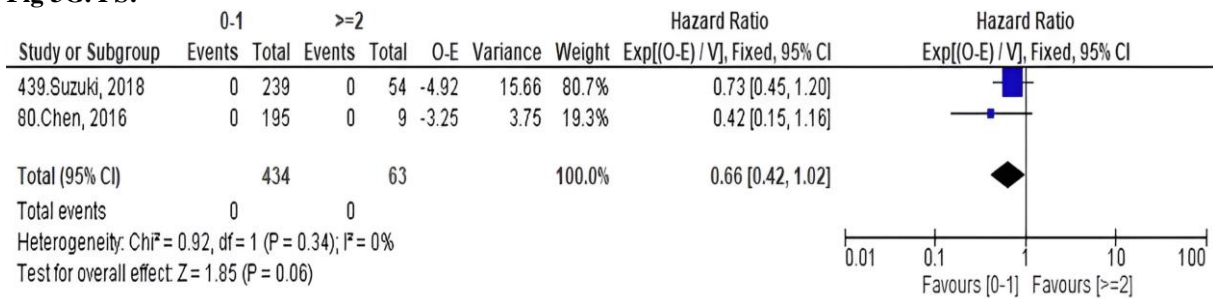 Fig 3G. PS.
0-1 >=2 Hazard Ratio Hazard Ratio
Study or Subgroup Events Total Events Total O-E Variance Weight Exp[(O-E) / V], Fixed, 95% CI Exp[(O-E) / V], Fixed, 95% CI
439.Suzuki, 2018 0 239 0 54 -4.92 15.66 80.7% 0.73 [0.45, 1.20]
80.Chen, 2016 0 195 0 9 -3.25 3.75 19.3% 0.42 [0.15, 1.16]
Total (95% CI) 434 63 100.0% 0.66 [0.42, 1.02]
Total events 0 0
Heterogeneity: Chi² = 0.92, df = 1 (P = 0.34); I² = 0%
Test for overall effect: Z = 1.85 (P = 0.06)
0.01 0.1 1 10 100
Favours [0-1] Favours [>=2]